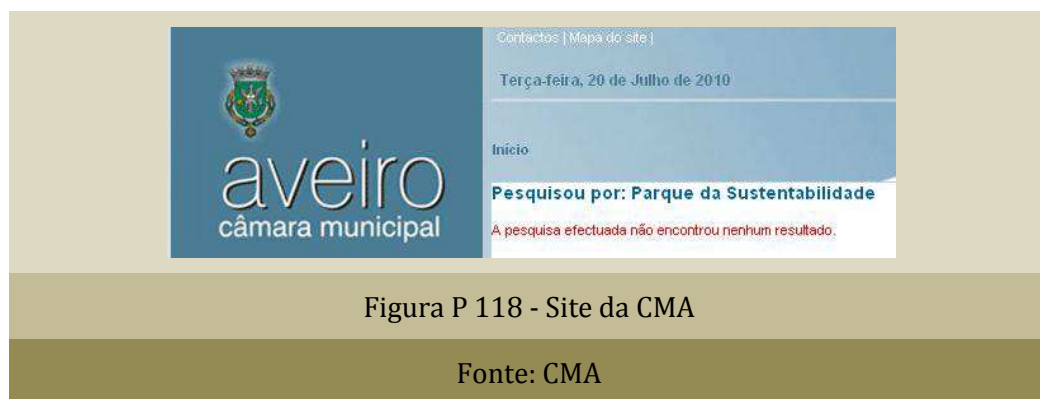 Contactos | Mapa do site |
Terça-feira, 20 de Julho de 2010
aveiro
câmara municipal
Início
Pesquisou por: Parque da Sustentabilidade
A pesquisa efectuada não encontrou nenhum resultado.
Figura P 118 - Site da CMA
Fonte: CMA